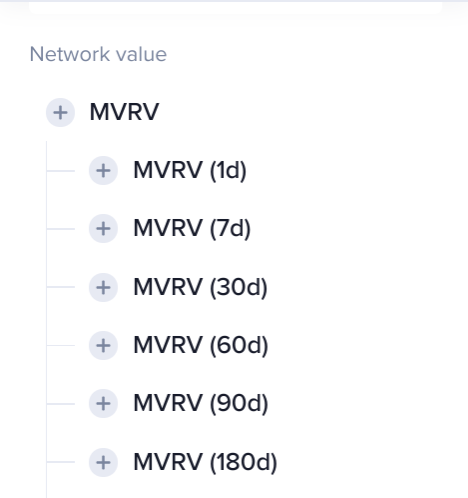 Network value
MVRV
MVRV (1d)
MVRV (7d)
MVRV (30d)
MVRV (60d)
MVRV (90d)
MVRV (180d)